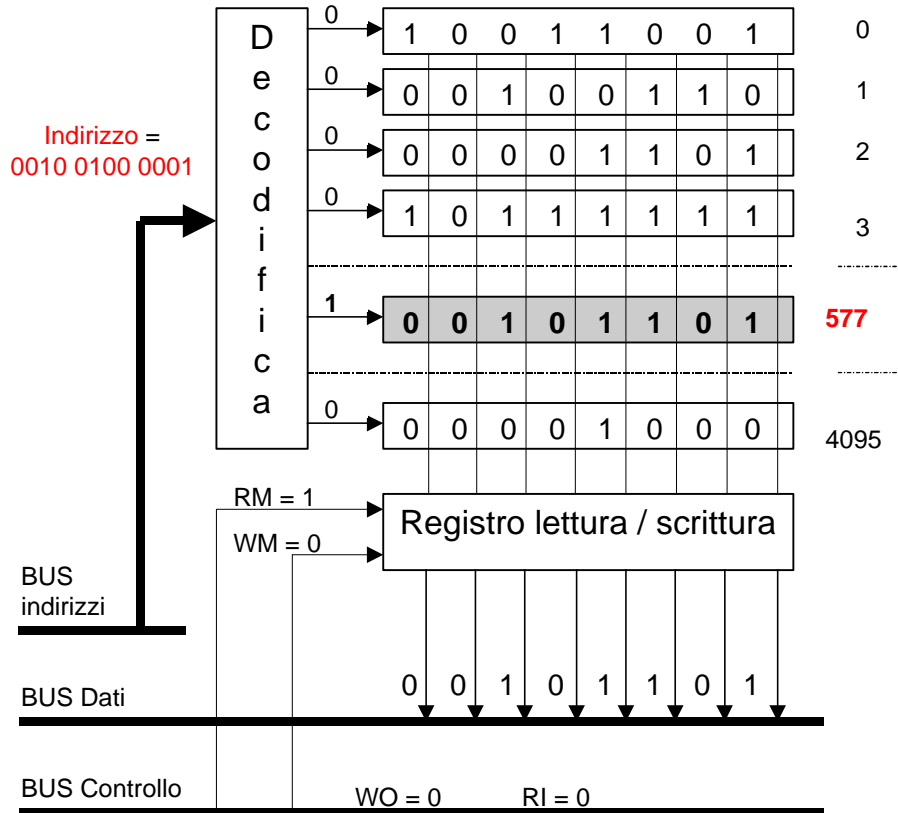 Decodifica
Indirizzo =
0010 0100 0001
0 1 0 0 1 1 0 0 1 0
0 0 0 1 0 0 1 1 0 1
0 0 0 0 0 1 1 0 1 2
0 1 0 1 1 1 1 1 1 3
1 0 0 1 0 1 1 0 1 577
0 0 0 0 0 1 0 0 0 4095
RM = 1
WM = 0
Registro lettura / scrittura
BUS
indirizzi
0 0 1 0 1 1 0 1
BUS Dati
BUS Controllo
WO = 0 RI = 0